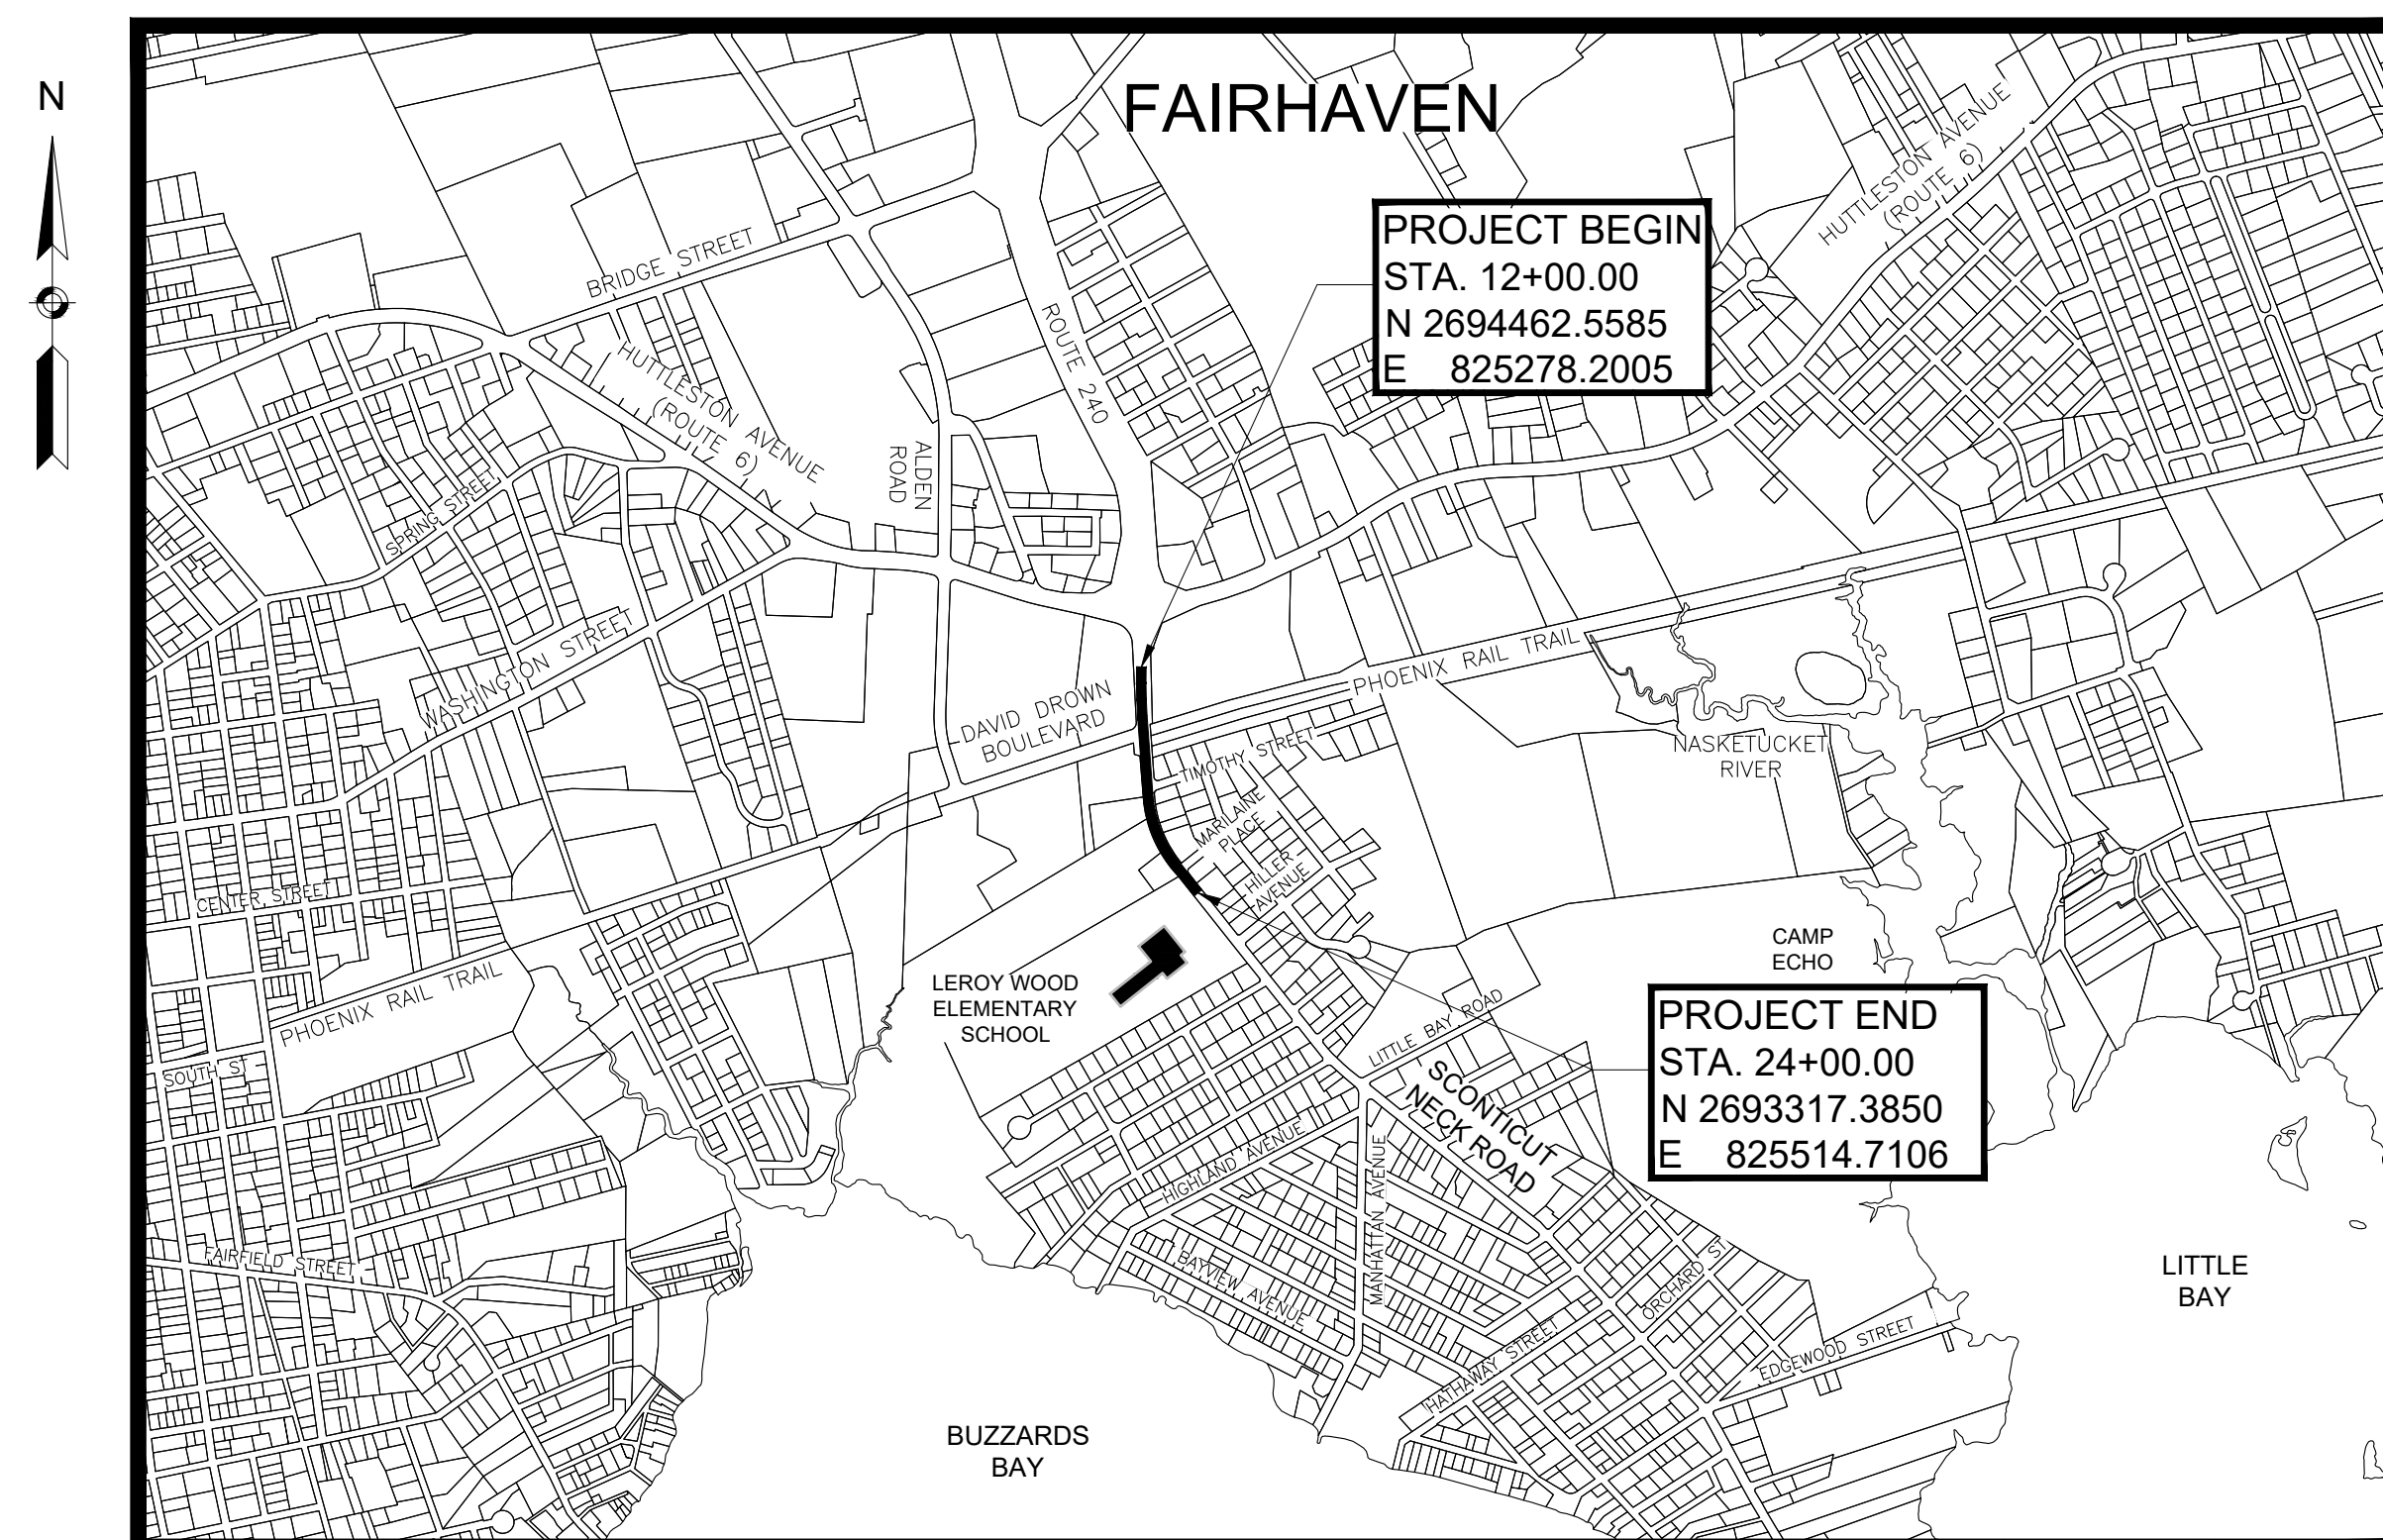 N
FAIRHAVEN
PROJECT BEGIN
STA. 12+00.00
N 2694462.5585
E 825278.2005
HUTTLESTON AVENUE
(ROUTE 6)
BRIDGE STREET
ROUTE 240
HUTTLESTON AVENUE
(ROUTE 6)
ALDEN
ROAD
SPRING STREET
WASHINGTON STREET
DAVID DROWN
BOULEVARD
PHOENIX RAIL TRAIL
TIMOTHY STREET
NASKETUCKET
RIVER
MARILAINE
PLACE
HILLER
AVENUE
CENTER STREET
CAMP
ECHO
PHOENIX RAIL TRAIL
LEROY WOOD
ELEMENTARY
SCHOOL
LITTLE BAY ROAD
SOUTH ST
SCONTICUT
NECK ROAD
PROJECT END
STA. 24+00.00
N 2693317.3850
E 825514.7106
HIGHLAND AVENUE
MANHATTAN AVENUE
FAIRFIELD STREET
BAYVIEW AVENUE
ORCHARD ST
LITTLE
BAY
HATHAWAY STREET
EDGEWOOD STREET
BUZZARDS
BAY